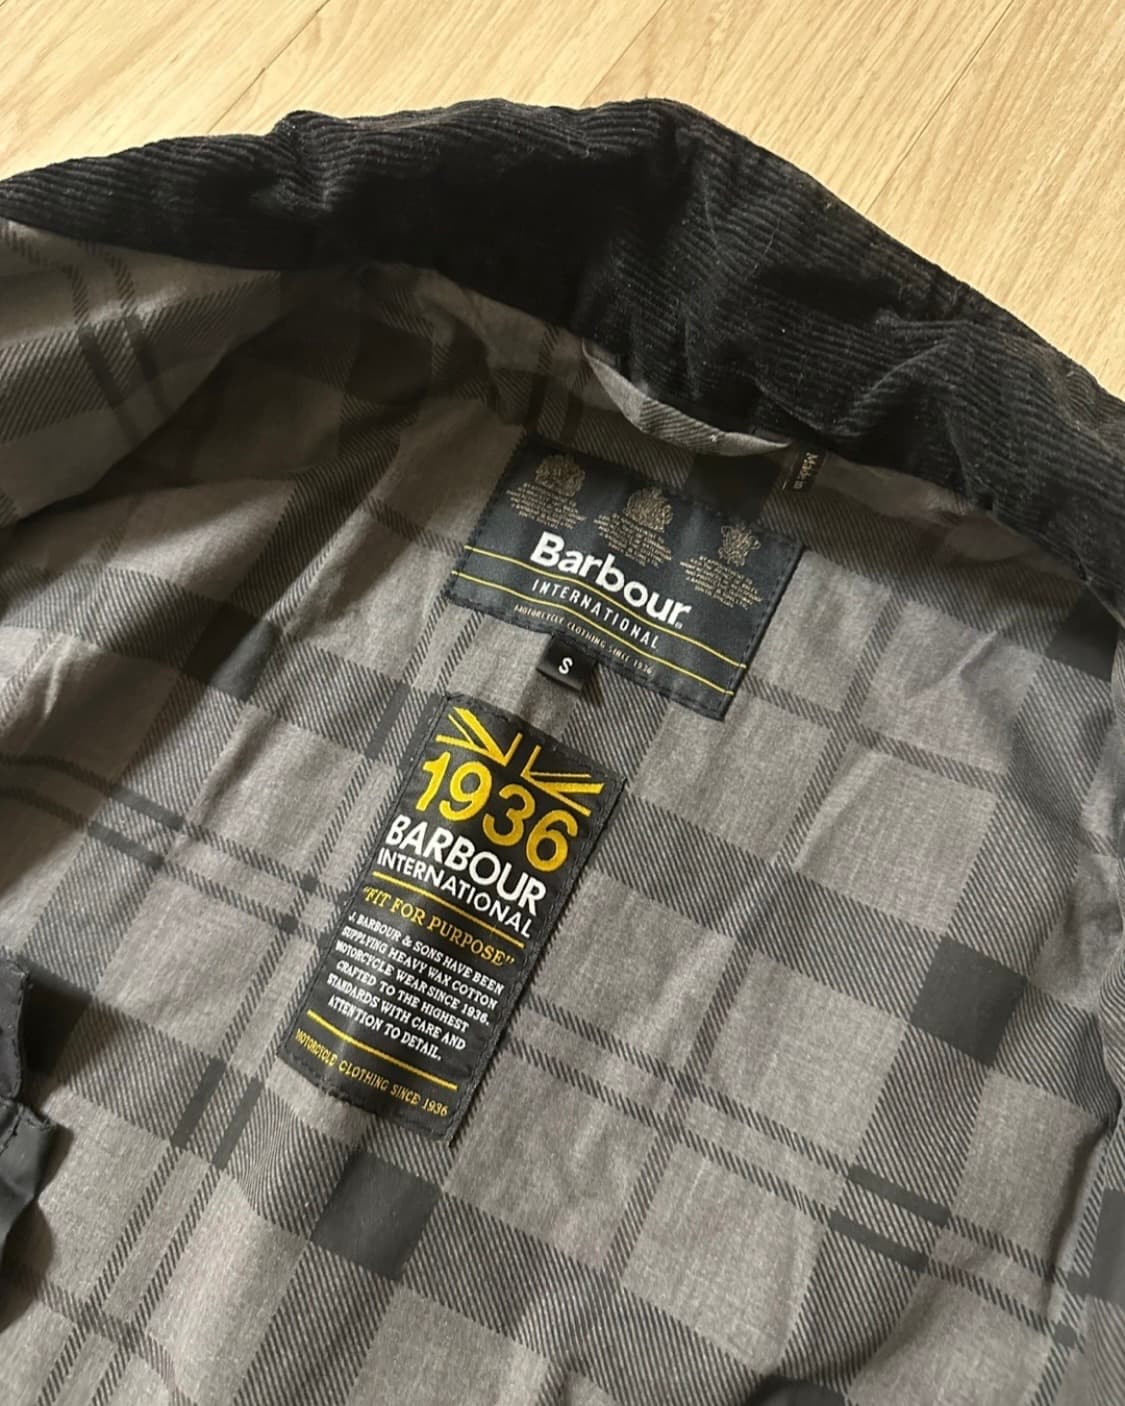 Made in
Barbour
INTERNATIONAL
MOTORCYCLE CLOTHING SINCE 1936
S
1936
BARBOUR
INTERNATIONAL
"FIT FOR PURPOSE"
J. BARBOUR & SONS HAVE BEEN
SUPPLYING HEAVY WAX COTTON
MOTORCYCLE WEAR SINCE 1936.
CRAFTED TO THE HIGHEST
STANDARDS WITH CARE AND
ATTENTION TO DETAIL.
MOTORCYCLE CLOTHING SINCE 1936